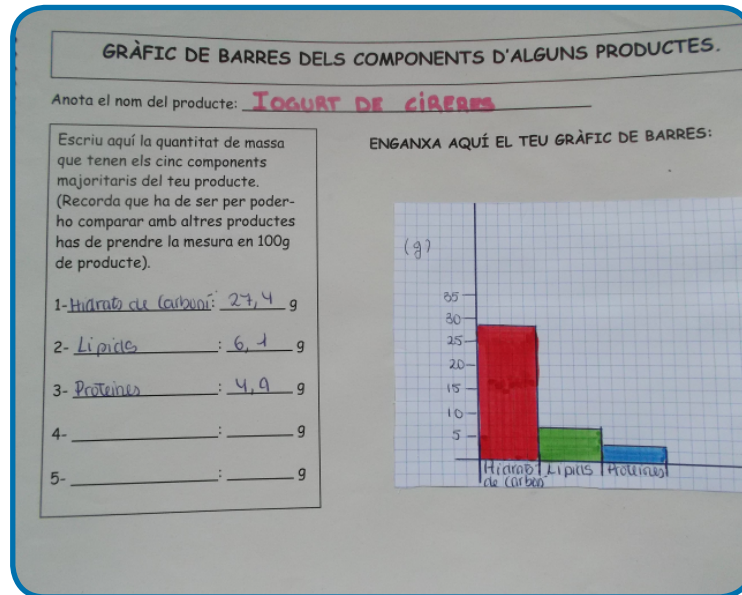 GRÀFIC DE BARRES DELS COMPONENTS D'ALGUNS PRODUCTES.
Anota el nom del producte: IOGURT DE CIRERES
Escriu aquí la quantitat de massa
que tenen els cinc components
majoritaris del teu producte.
(Recorda que ha de ser per poder-
ho comparar amb altres productes
has de prendre la mesura en 100g
de producte).
1- Hidrats de Carboni: 27,4 g
2- Lípids : 6,1 g
3- Proteïnes : 4,9 g
4- : g
5- : g
ENGANXA AQUÍ EL TEU GRÀFIC DE BARRES:
(g)
35
30
25
20
15
10
5
Hidrats Lípids Proteïnes
de Carboni